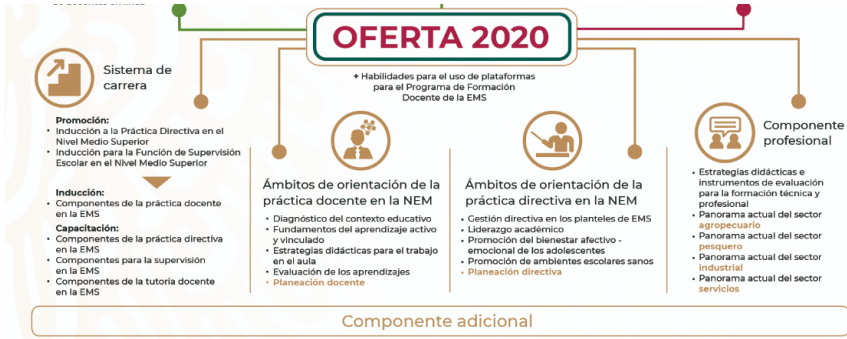 OFERTA 2020
+ Habilidades para el uso de plataformas
para el Programa de Formación
Docente de la EMS
Sistema de
carrera
Promoción:
• Inducción a la Práctica Directiva en el
Nivel Medio Superior
• Inducción para la Función de Supervisión
Escolar en el Nivel Medio Superior
Inducción:
• Componentes de la práctica docente
en la EMS
Capacitación:
• Componentes de la práctica directiva
en la EMS
• Componentes para la supervisión
en la EMS
• Componentes de la tutoría docente
en la EMS
Ámbitos de orientación de la
práctica docente en la NEM
• Diagnóstico del contexto educativo
• Fundamentos del aprendizaje activo
y vinculado
• Estrategias didácticas para el trabajo
en el aula
• Evaluación de los aprendizajes
• Planeación docente
Ámbitos de orientación de la
práctica directiva en la NEM
• Gestión directiva en los planteles de EMS
• Liderazgo académico
• Promoción del bienestar afectivo -
emocional de los adolescentes
• Promoción de ambientes escolares sanos
• Planeación directiva
Componente
profesional
• Estrategias didácticas e
instrumentos de evaluación
para la formación técnica y
profesional
• Panorama actual del sector
agropecuario
• Panorama actual del sector
pesquero
• Panorama actual del sector
industrial
• Panorama actual del sector
servicios
Componente adicional